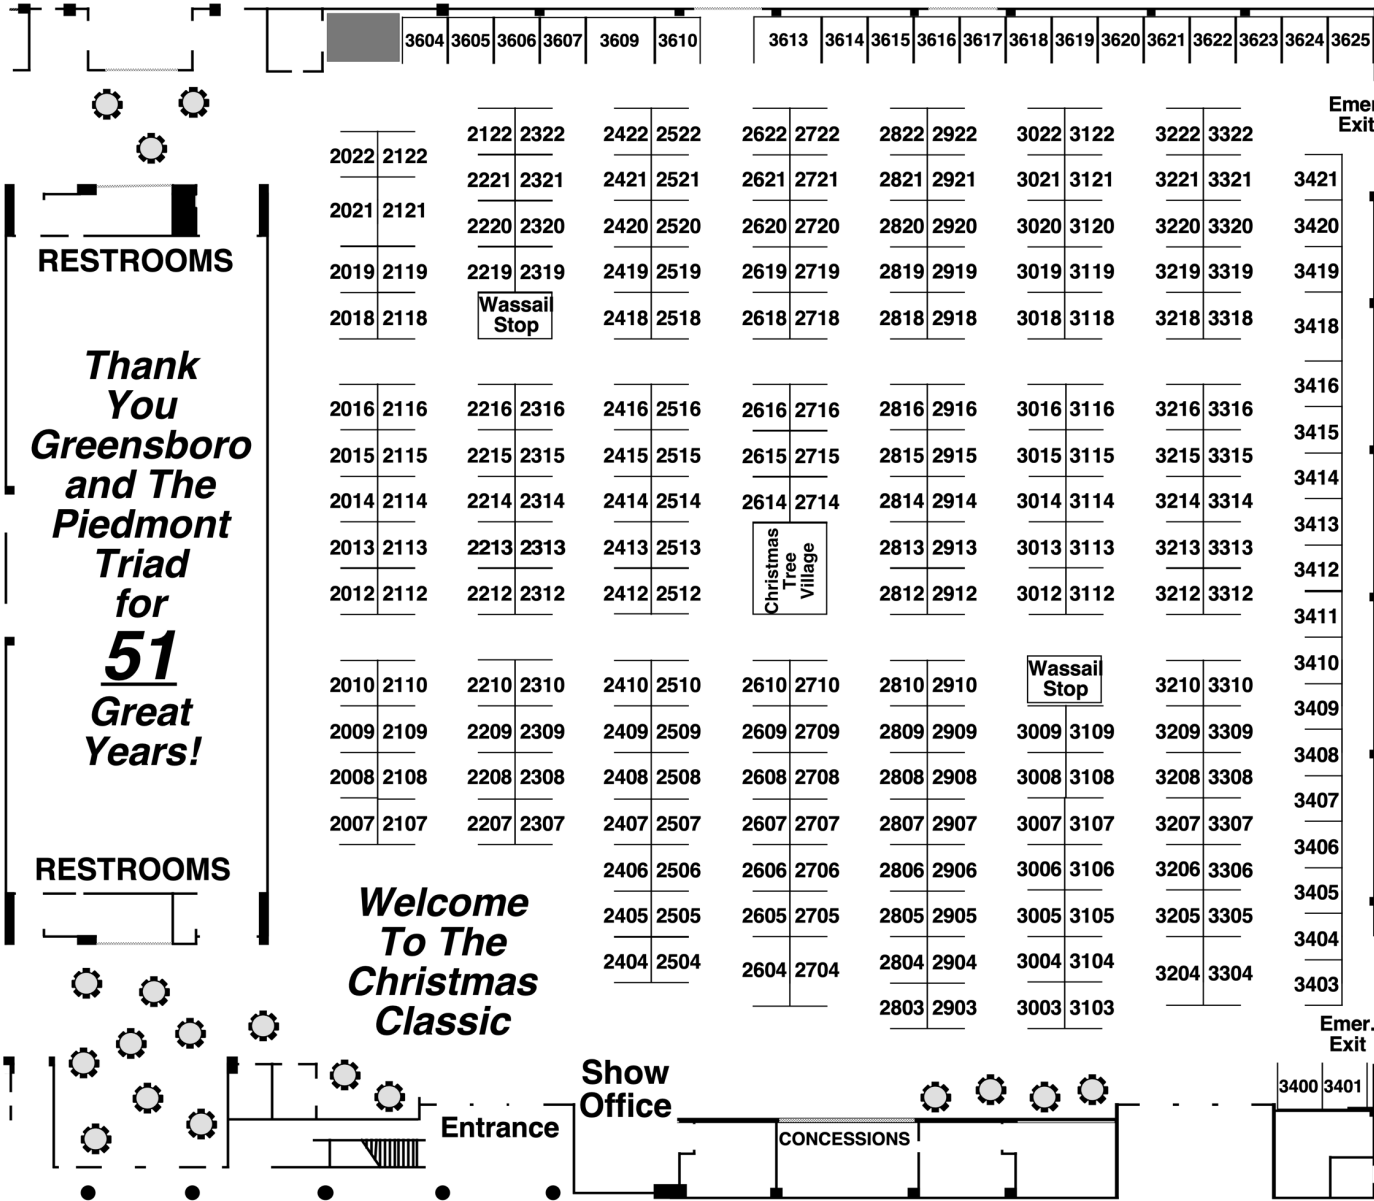 3604 3605 3606 3607 3609 3610 3613 3614 3615 3616 3617 3618 3619 3620 3621 3622 3623 3624 3625
Emer
Exit
2122 2322 2422 2522 2622 2722 2822 2922 3022 3122 3222 3322
2022 2122
2221 2321 2421 2521 2621 2721 2821 2921 3021 3121 3221 3321 3421
2021 2121
2220 2320 2420 2520 2620 2720 2820 2920 3020 3120 3220 3320 3420
RESTROOMS
2019 2119 2219 2319 2419 2519 2619 2719 2819 2919 3019 3119 3219 3319 3419
Wassail
Stop
2018 2118 2418 2518 2618 2718 2818 2918 3018 3118 3218 3318 3418
Thank
You
Greensboro
and The
Piedmont
Triad
for
51
Great
Years!
3416
2016 2116 2216 2316 2416 2516 2616 2716 2816 2916 3016 3116 3216 3316
3415
2015 2115 2215 2315 2415 2515 2615 2715 2815 2915 3015 3115 3215 3315
3414
2014 2114 2214 2314 2414 2514 2614 2714 2814 2914 3014 3114 3214 3314
3413
2013 2113 2213 2313 2413 2513 2813 2913 3013 3113 3213 3313
Christmas
Tree
Village
3412
2012 2112 2212 2312 2412 2512 2812 2912 3012 3112 3212 3312
3411
3410
Wassail
Stop
2010 2110 2210 2310 2410 2510 2610 2710 2810 2910 3210 3310
3409
2009 2109 2209 2309 2409 2509 2609 2709 2809 2909 3009 3109 3209 3309
3408
2008 2108 2208 2308 2408 2508 2608 2708 2808 2908 3008 3108 3208 3308
3407
2007 2107 2207 2307 2407 2507 2607 2707 2807 2907 3007 3107 3207 3307
3406
RESTROOMS
2406 2506 2606 2706 2806 2906 3006 3106 3206 3306
3405
Welcome
To The
Christmas
Classic
2405 2505 2605 2705 2805 2905 3005 3105 3205 3305
3404
2404 2504 2604 2704 2804 2904 3004 3104 3204 3304
3403
2803 2903 3003 3103
Emer.
Exit
Show
Office
3400 3401
Entrance
CONCESSIONS